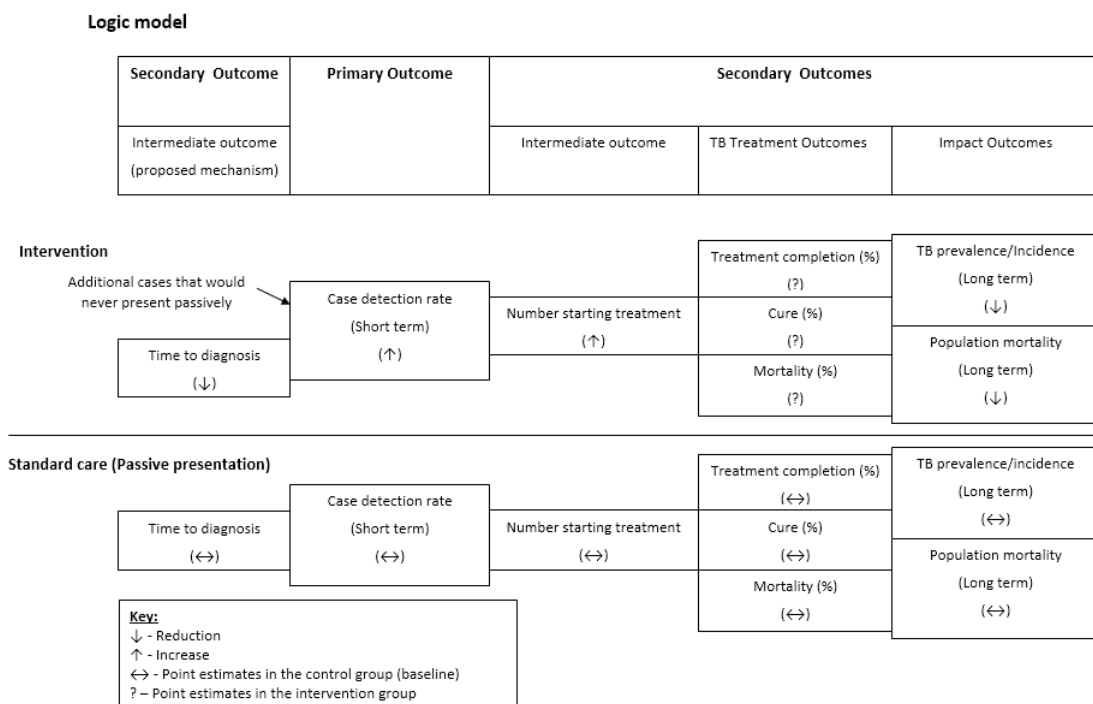 Logic model
Secondary Outcome
Primary Outcome
Secondary Outcomes
Intermediate outcome
(proposed mechanism)
Intermediate outcome
TB Treatment Outcomes
Impact Outcomes
Intervention
Additional cases that would
never present passively
Time to diagnosis
(↓)
Case detection rate
(Short term)
(↑)
Number starting treatment
(↑)
Treatment completion (%)
(?)
Cure (%)
(?)
Mortality (%)
(?)
TB prevalence/Incidence
(Long term)
(↓)
Population mortality
(Long term)
(↓)
Standard care (Passive presentation)
Time to diagnosis
(↔)
Case detection rate
(Short term)
(↔)
Number starting treatment
(↔)
Treatment completion (%)
(↔)
Cure (%)
(↔)
Mortality (%)
(↔)
TB prevalence/incidence
(Long term)
(↔)
Population mortality
(Long term)
(↔)
Key:
↓ - Reduction
↑ - Increase
↔ - Point estimates in the control group (baseline)
? – Point estimates in the intervention group